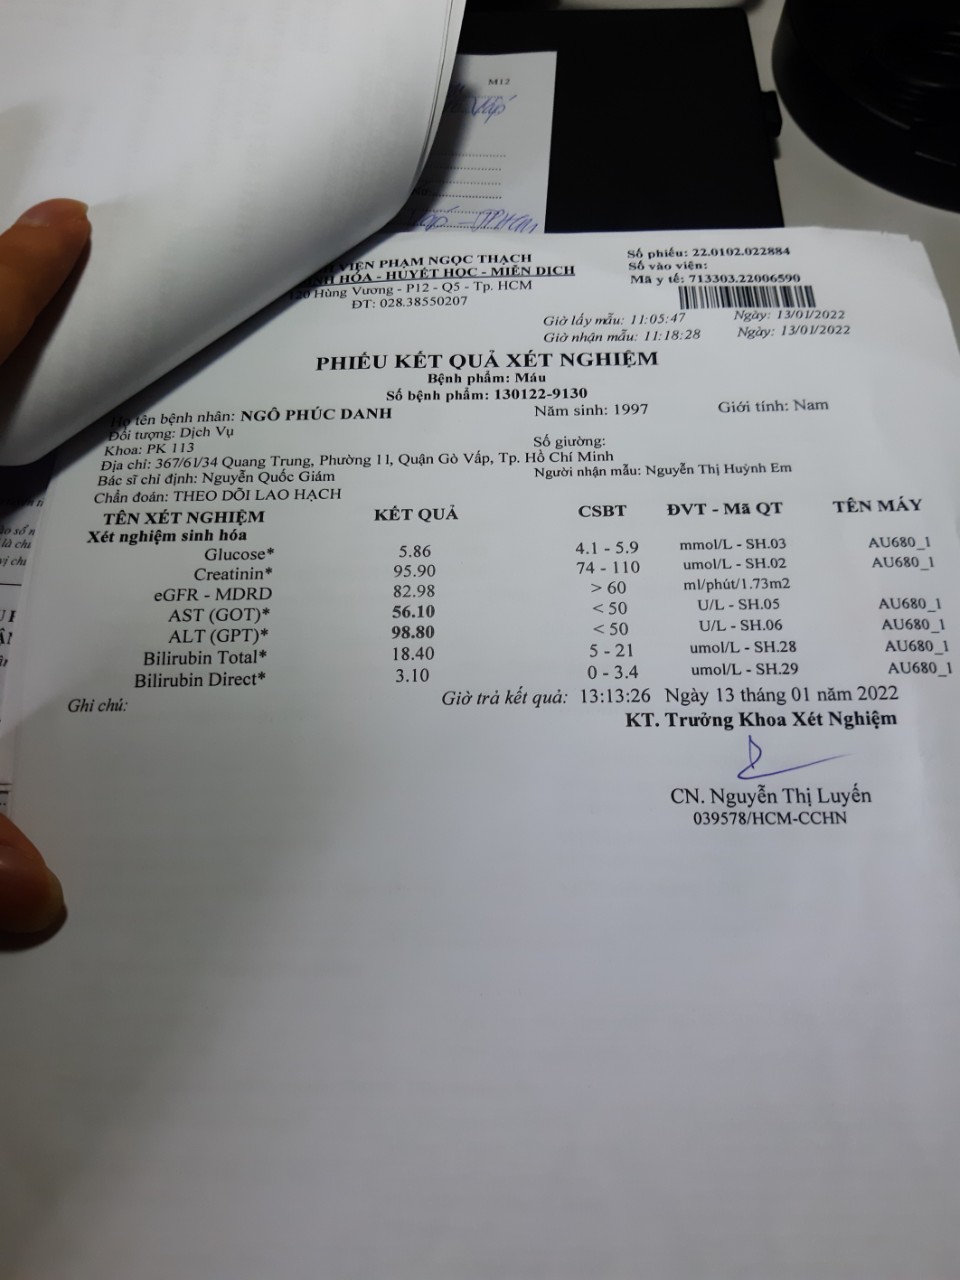 M12
Vấp
VIỆN PHẠM NGỌC THẠCH
HÓA - HUYẾT HỌC - MIỄN DỊCH
120 Hùng Vương - P12 - Q5 - Tp. HCM
ĐT: 028.38550207
Số phiếu: 22.0102.022884
Số vào viện:
Mã y tế: 713303.22006590
Giờ lấy mẫu: 11:05:47 Ngày: 13/01/2022
Giờ nhận mẫu: 11:18:28 Ngày: 13/01/2022
PHIẾU KẾT QUẢ XÉT NGHIỆM
Bệnh phẩm: Máu
Số bệnh phẩm: 130122-9130
tên bệnh nhân: NGÔ PHÚC DANH Năm sinh: 1997 Giới tính: Nam
Đối tượng: Dịch Vụ
Khoa: PK 113 Số giường:
Địa chỉ: 367/61/34 Quang Trung, Phường 11, Quận Gò Vấp, Tp. Hồ Chí Minh
Bác sĩ chỉ định: Nguyễn Quốc Giám Người nhận mẫu: Nguyễn Thị Huỳnh Em
Chẩn đoán: THEO DÕI LAO HẠCH
TÊN XÉT NGHIỆM KẾT QUẢ CSBT ĐVT - Mã QT TÊN MÁY
Xét nghiệm sinh hóa
Glucose* 5.86 4.1 - 5.9 mmol/L - SH.03 AU680_1
Creatinin* 95.90 74 - 110 umol/L - SH.02 AU680_1
eGFR - MDRD 82.98 > 60 ml/phút/1.73m2
AST (GOT)* 56.10 < 50 U/L - SH.05 AU680_1
ALT (GPT)* 98.80 < 50 U/L - SH.06 AU680_1
Bilirubin Total* 18.40 5 - 21 umol/L - SH.28 AU680_1
Bilirubin Direct* 3.10 0 - 3.4 umol/L - SH.29 AU680_1
Ghi chú: Giờ trả kết quả: 13:13:26 Ngày 13 tháng 01 năm 2022
KT. Trưởng Khoa Xét Nghiệm
CN. Nguyễn Thị Luyến
039578/HCM-CCHN